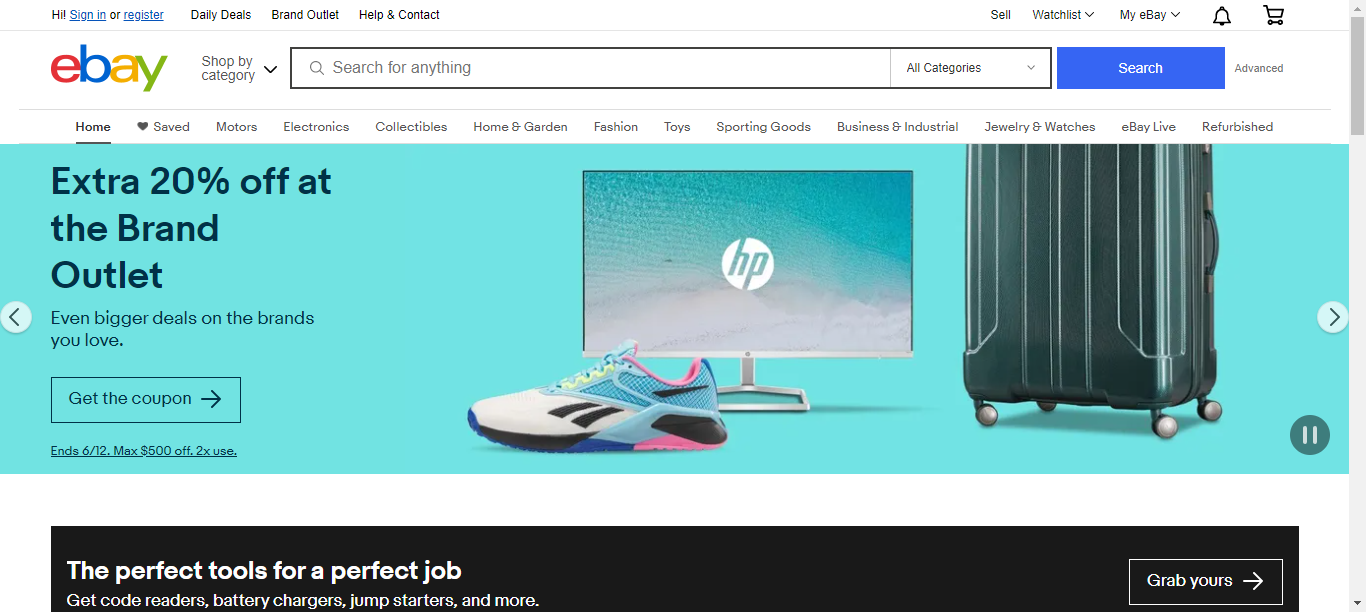 Hi! Sign in or register Daily Deals Brand Outlet Help & Contact Sell Watchlist My eBay
ebay
Shop by
category
Search for anything
All Categories
Search
Advanced
Home Saved Motors Electronics Collectibles Home & Garden Fashion Toys Sporting Goods Business & Industrial Jewelry & Watches eBay Live Refurbished
Extra 20% off at
the Brand
Outlet
Even bigger deals on the brands
you love.
Get the coupon
Ends 6/12. Max $500 off. 2x use.
hp
The perfect tools for a perfect job
Get code readers, battery chargers, jump starters, and more.
Grab yours